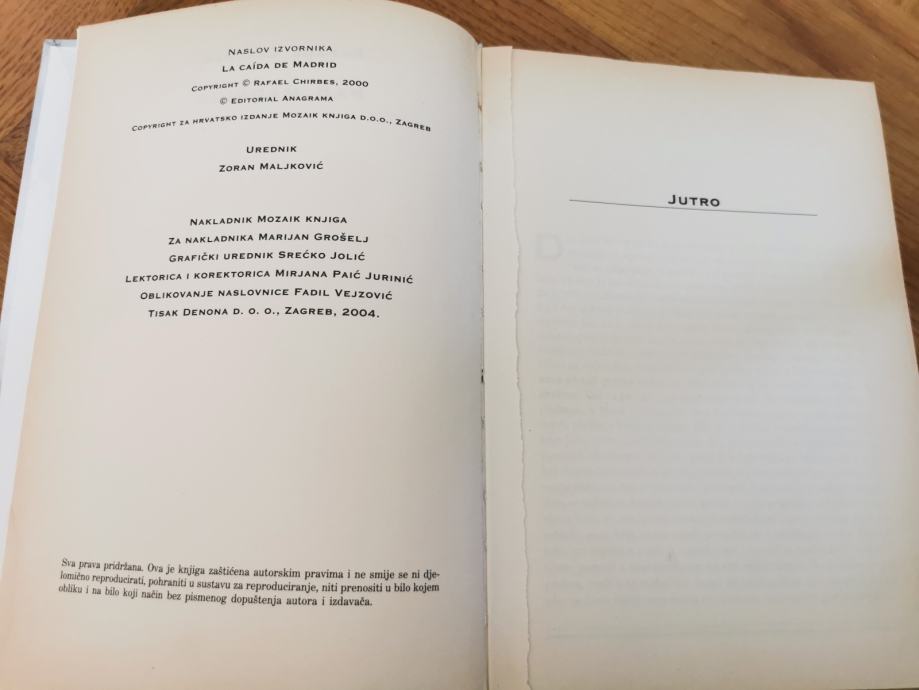 NASLOV IZVORNIKA
LA CAÍDA DE MADRID
COPYRIGHT © RAFAEL CHIRBES, 2000
© EDITORIAL ANAGRAMA
COPYRIGHT ZA HRVATSKO IZDANJE MOZAIK KNJIGA D.O.O., ZAGREB
UREDNIK
ZORAN MALJKOVIĆ
NAKLADNIK MOZAIK KNJIGA
ZA NAKLADNIKA MARIJAN GROŠELJ
GRAFIČKI UREDNIK SREĆKO JOLIĆ
LEKTORICA I KOREKTORICA MIRJANA PAIĆ JURINIĆ
OBLIKOVANJE NASLOVNICE FADIL VEJZOVIĆ
TISAK DENONA D. O. O., ZAGREB, 2004.
Sva prava pridržana. Ova je knjiga zaštićena autorskim pravima i ne smije se ni dje-
lomično reproducirati, pohraniti u sustavu za reproduciranje, niti prenositi u bilo kojem
obliku i na bilo koji način bez pismenog dopuštenja autora i izdavača.
JUTRO